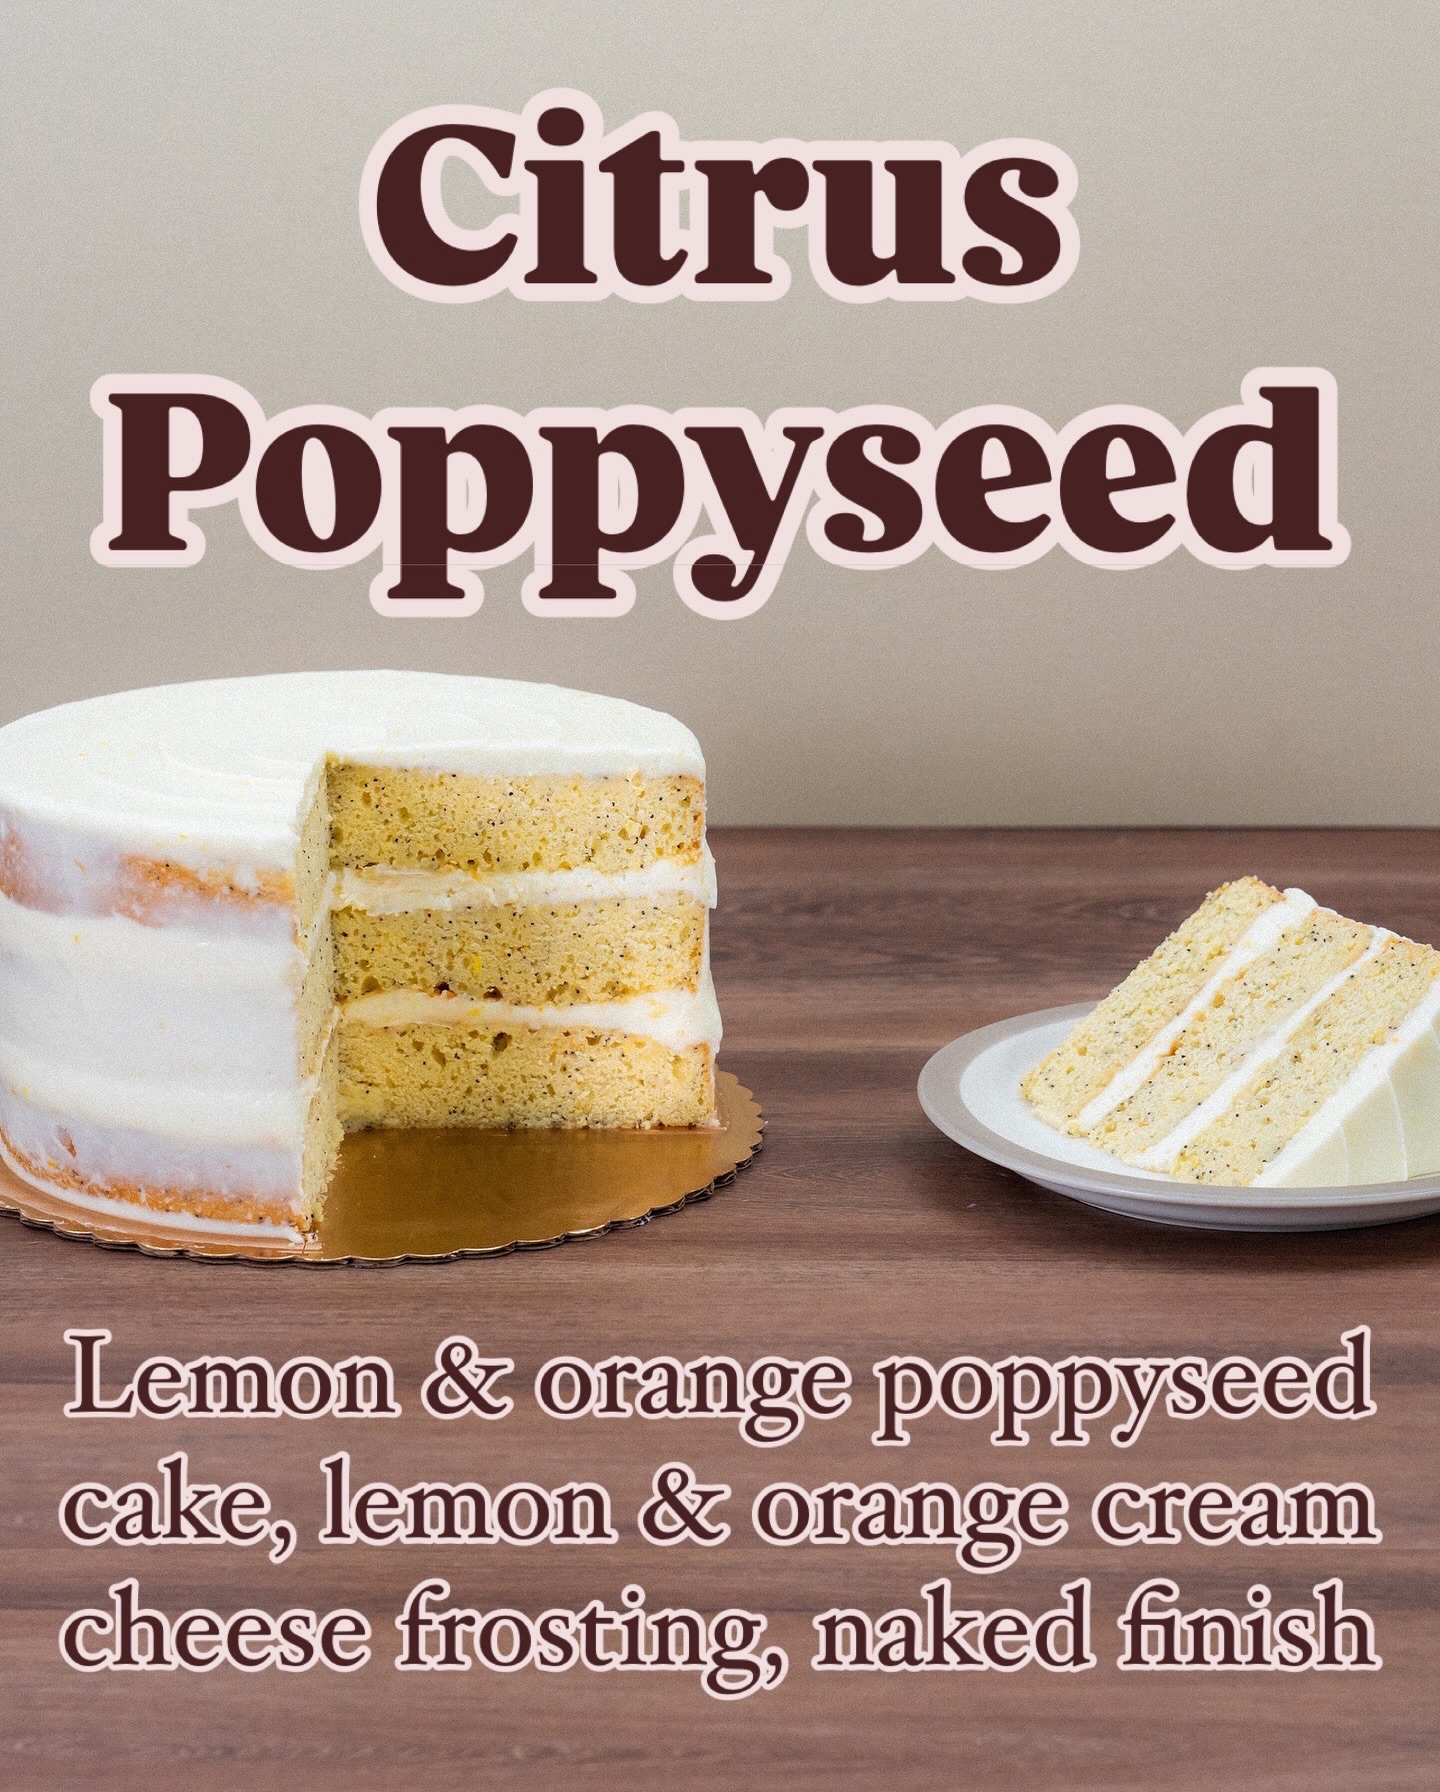 Citrus
Poppyseed
Lemon & orange poppyseed
cake, lemon & orange cream
cheese frosting, naked finish